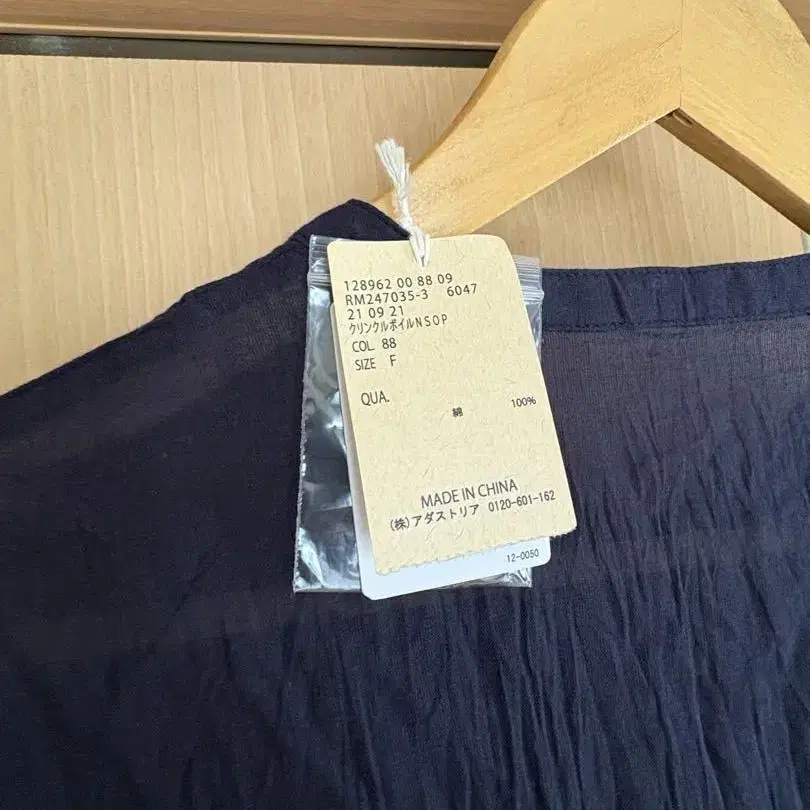 128962 00 88 09
RM247035-3 6047
21 09 21
クリンクルボイルNSOP
COL. 88
SIZE F
QUA.
綿 100%
MADE IN CHINA
(株)アダストリア 0120-601-162
12-0050